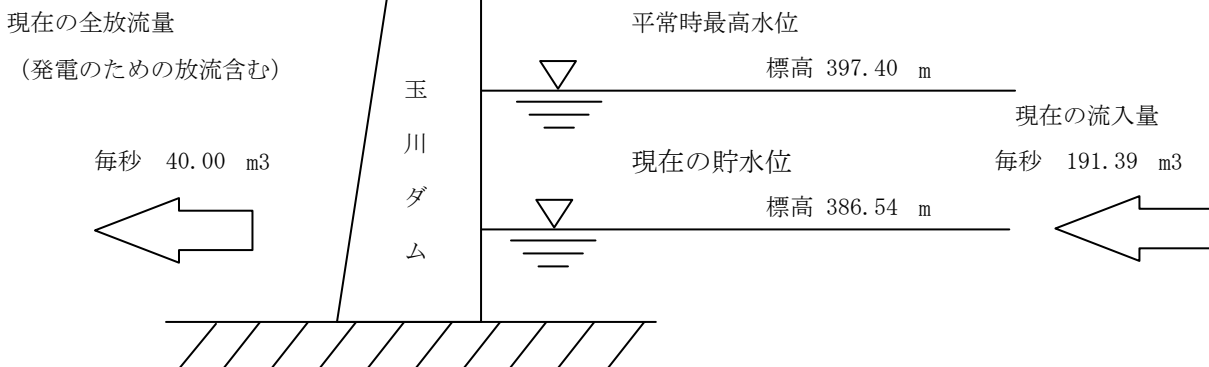 現在の全放流量
(発電のための放流含む)
毎秒 40.00 m3
玉川ダム
平常時最高水位
標高 397.40 m
現在の貯水位
標高 386.54 m
現在の流入量
毎秒 191.39 m3